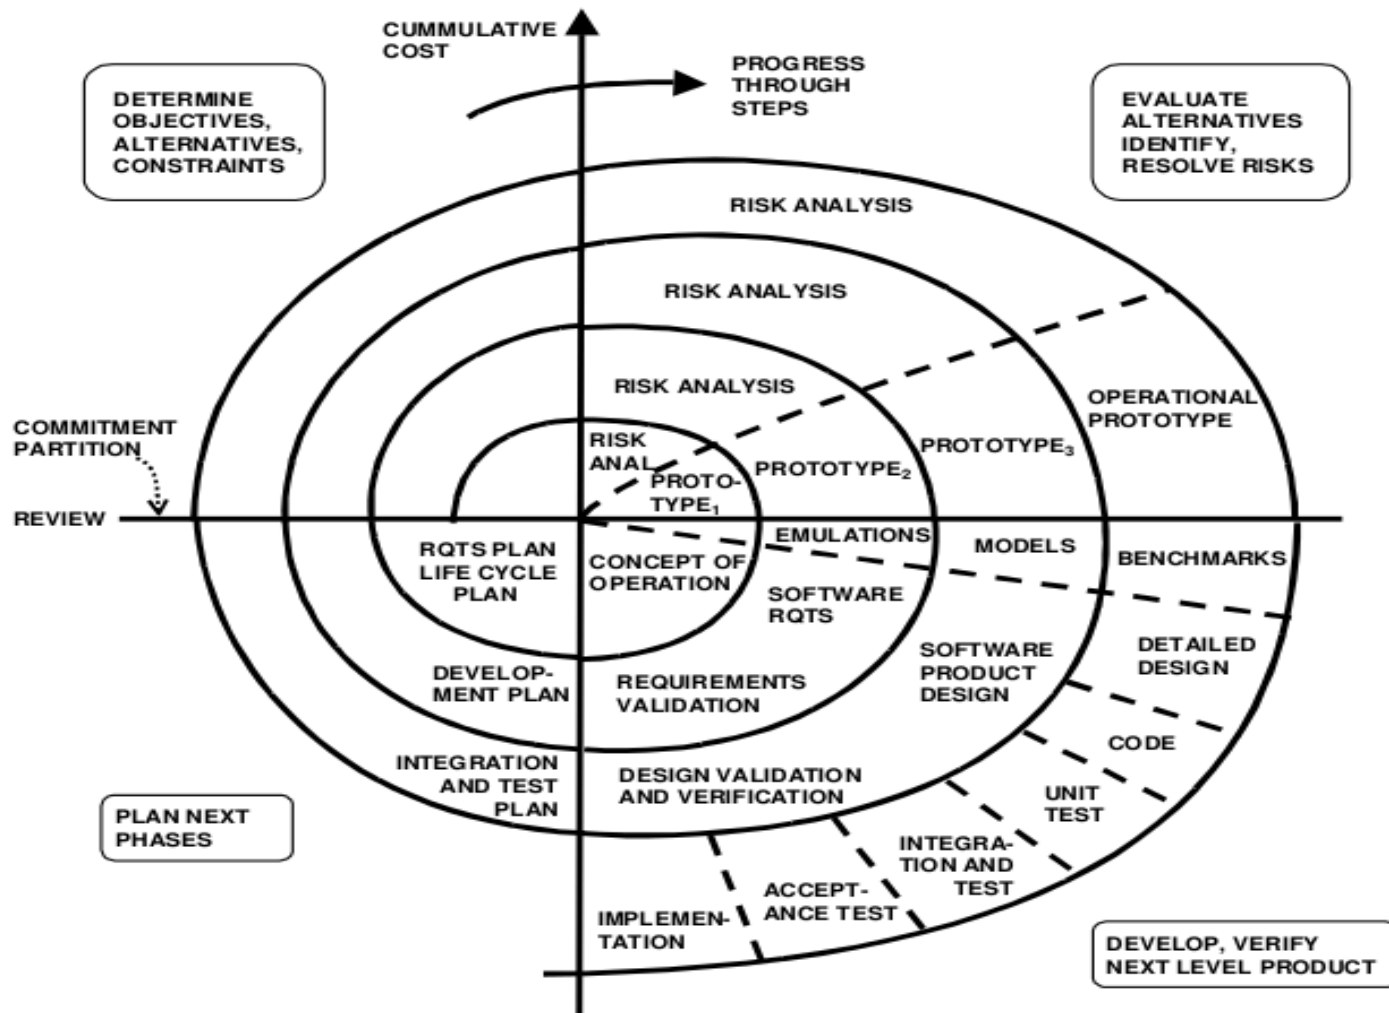 CUMMULATIVE
COST
PROGRESS
THROUGH
STEPS
DETERMINE
OBJECTIVES,
ALTERNATIVES,
CONSTRAINTS
EVALUATE
ALTERNATIVES
IDENTIFY,
RESOLVE RISKS
RISK ANALYSIS
RISK ANALYSIS
RISK ANALYSIS
RISK
ANAL.
PROTO-
TYPE1
PROTOTYPE2
PROTOTYPE3
OPERATIONAL
PROTOTYPE
COMMITMENT
PARTITION
REVIEW
EMULATIONS
MODELS
BENCHMARKS
RQTS PLAN
LIFE CYCLE
PLAN
CONCEPT OF
OPERATION
SOFTWARE
RQTS
SOFTWARE
PRODUCT
DESIGN
DETAILED
DESIGN
DEVELOP-
MENT PLAN
REQUIREMENTS
VALIDATION
CODE
INTEGRATION
AND TEST
PLAN
DESIGN VALIDATION
AND VERIFICATION
UNIT
TEST
INTEGRA-
TION AND
TEST
ACCEPT-
ANCE TEST
IMPLEMEN-
TATION
PLAN NEXT
PHASES
DEVELOP, VERIFY
NEXT LEVEL PRODUCT